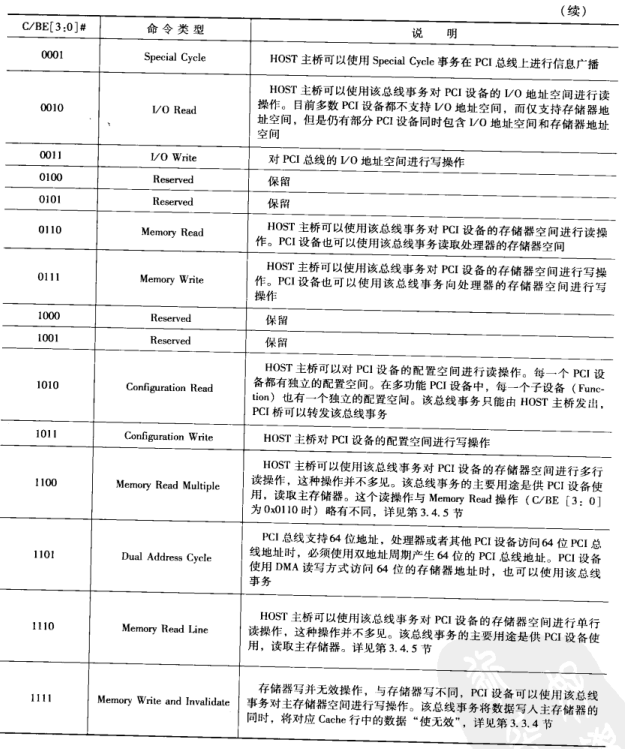 （续）
C/BE[3:0]# 命令类型 说 明
0001 Special Cycle HOST 主桥可以使用 Special Cycle 事务在 PCI 总线上进行信息广播
HOST 主桥可以使用该总线事务对 PCI 设备的 I/O 地址空间进行读
操作。目前多数 PCI 设备都不支持 I/O 地址空间，而仅支持存储器地
0010 I/O Read
址空间，但是仍有部分 PCI 设备同时包含 I/O 地址空间和存储器地址
空间
0011 I/O Write 对 PCI 总线的 I/O 地址空间进行写操作
0100 Reserved 保留
0101 Reserved 保留
HOST 主桥可以使用该总线事务对 PCI 设备的存储器空间进行读操
0110 Memory Read
作。PCI 设备也可以使用该总线事务读取处理器的存储器空间
HOST 主桥可以使用该总线事务对 PCI 设备的存储器空间进行写操
0111 Memory Write 作。PCI 设备也可以使用该总线事务向处理器的存储器空间进行写
操作
1000 Reserved 保留
1001 Reserved 保留
HOST 主桥可以对 PCI 设备的配置空间进行读操作。每一个 PCI 设
备都有独立的配置空间。在多功能 PCI 设备中，每一个子设备（Func-
1010 Configuration Read
tion）也有一个独立的配置空间。该总线事务只能由 HOST 主桥发出，
PCI 桥可以转发该总线事务
1011 Configuration Write HOST 主桥对 PCI 设备的配置空间进行写操作
HOST 主桥可以使用该总线事务对 PCI 设备的存储器空间进行多行
读操作，这种操作并不多见。该总线事务的主要用途是供 PCI 设备使
1100 Memory Read Multiple
用，读取主存储器。这个读操作与 Memory Read 操作（C/BE [3:0]
为 0x0110 时）略有不同，详见第 3.4.5 节
PCI 总线支持 64 位地址，处理器或者其他 PCI 设备访问 64 位 PCI 总
线地址时，必须使用双地址周期产生 64 位的 PCI 总线地址。PCI 设备
1101 Dual Address Cycle
使用 DMA 读写方式访问 64 位的存储器地址时，也可以使用该总线
事务
HOST 主桥可以使用该总线事务对 PCI 设备的存储器空间进行单行
1110 Memory Read Line 读操作，这种操作并不多见。该总线事务的主要用途是供 PCI 设备使
用，读取主存储器。详见第 3.4.5 节
存储器写并无效操作，与存储器写不同，PCI 设备可以使用该总线
1111 Memory Write and Invalidate 事务对主存储器空间进行写操作。该总线事务将数据写入主存储器的
同时，将对应 Cache 行中的数据“使无效”，详见第 3.3.4 节